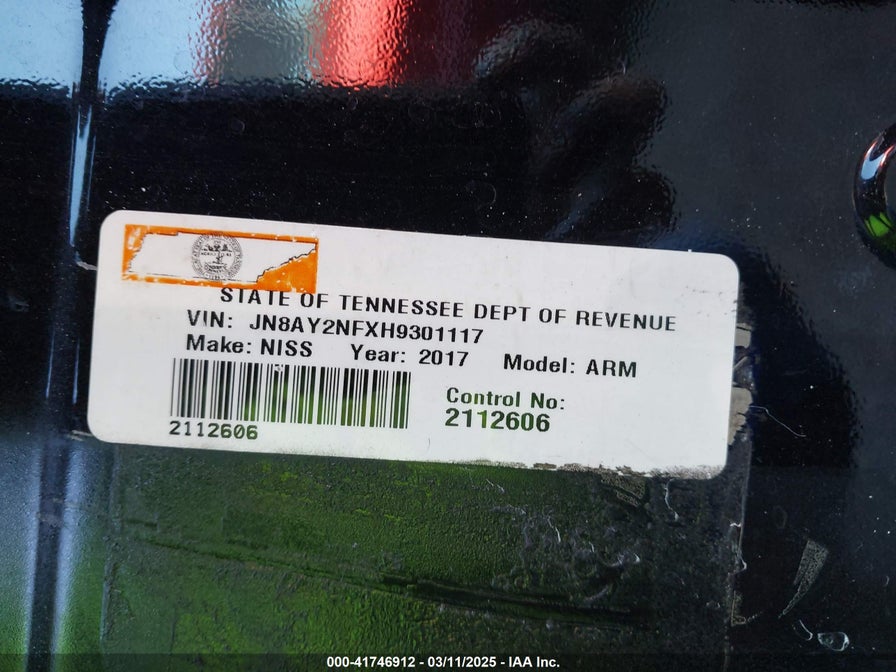 STATE OF TENNESSEE DEPT OF REVENUE
VIN: JN8AY2NFXH9301117
Make: NISS Year: 2017 Model: ARM
Control No:
2112606
2112606
000-41746912 - 03/11/2025 - IAA Inc.